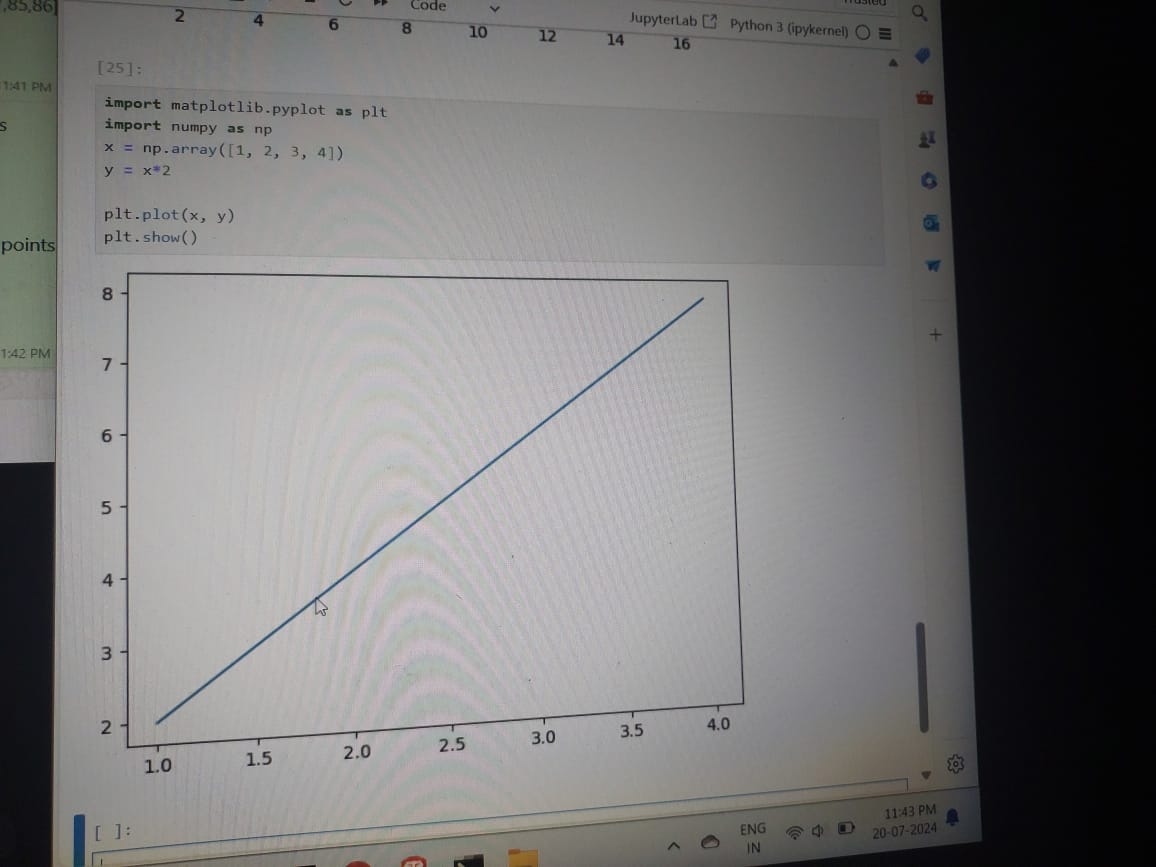 ,85,86]
Code
JupyterLab
Python 3 (ipykernel)
2 4 6 8 10 12 14 16
[25]:
1:41 PM
import matplotlib.pyplot as plt
import numpy as np
x = np.array([1, 2, 3, 4])
y = x*2
plt.plot(x, y)
plt.show()
s
points
1:42 PM
8
7
6
5
4
3
2
1.0 1.5 2.0 2.5 3.0 3.5 4.0
[ ]:
ENG
IN
11:43 PM
20-07-2024